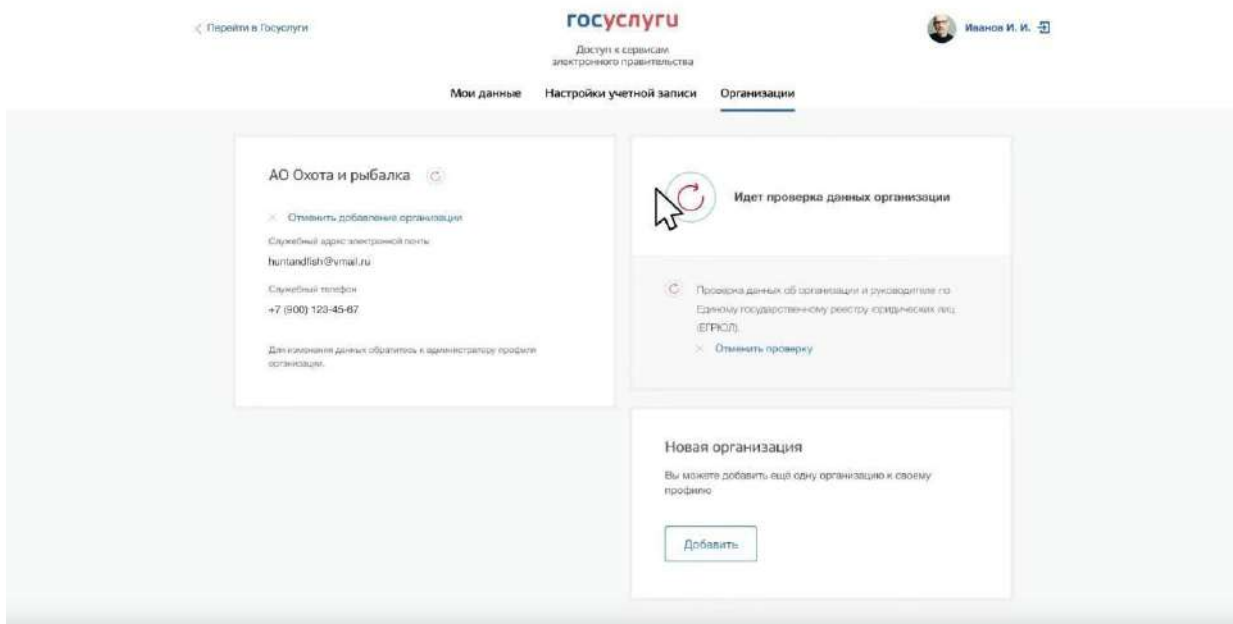 Перейти в Госуслуги
госуслуги
Иванов И. И.
Доступ к сервисам
электронного правительства
Мои данные Настройки учетной записи Организации
АО Охота и рыбалка
Отменить добавление организации
Служебный адрес электронной почты
huntandfish@vmail.ru
Служебный телефон
+7 (900) 123-45-67
Для изменения данных обратитесь к администратору профиля
организации.
Идет проверка данных организации
Проверка данных об организации и руководителе по
Единому государственному реестру юридических лиц
(ЕГРЮЛ).
Отменить проверку
Новая организация
Вы можете добавить ещё одну организацию к своему
профилю
Добавить